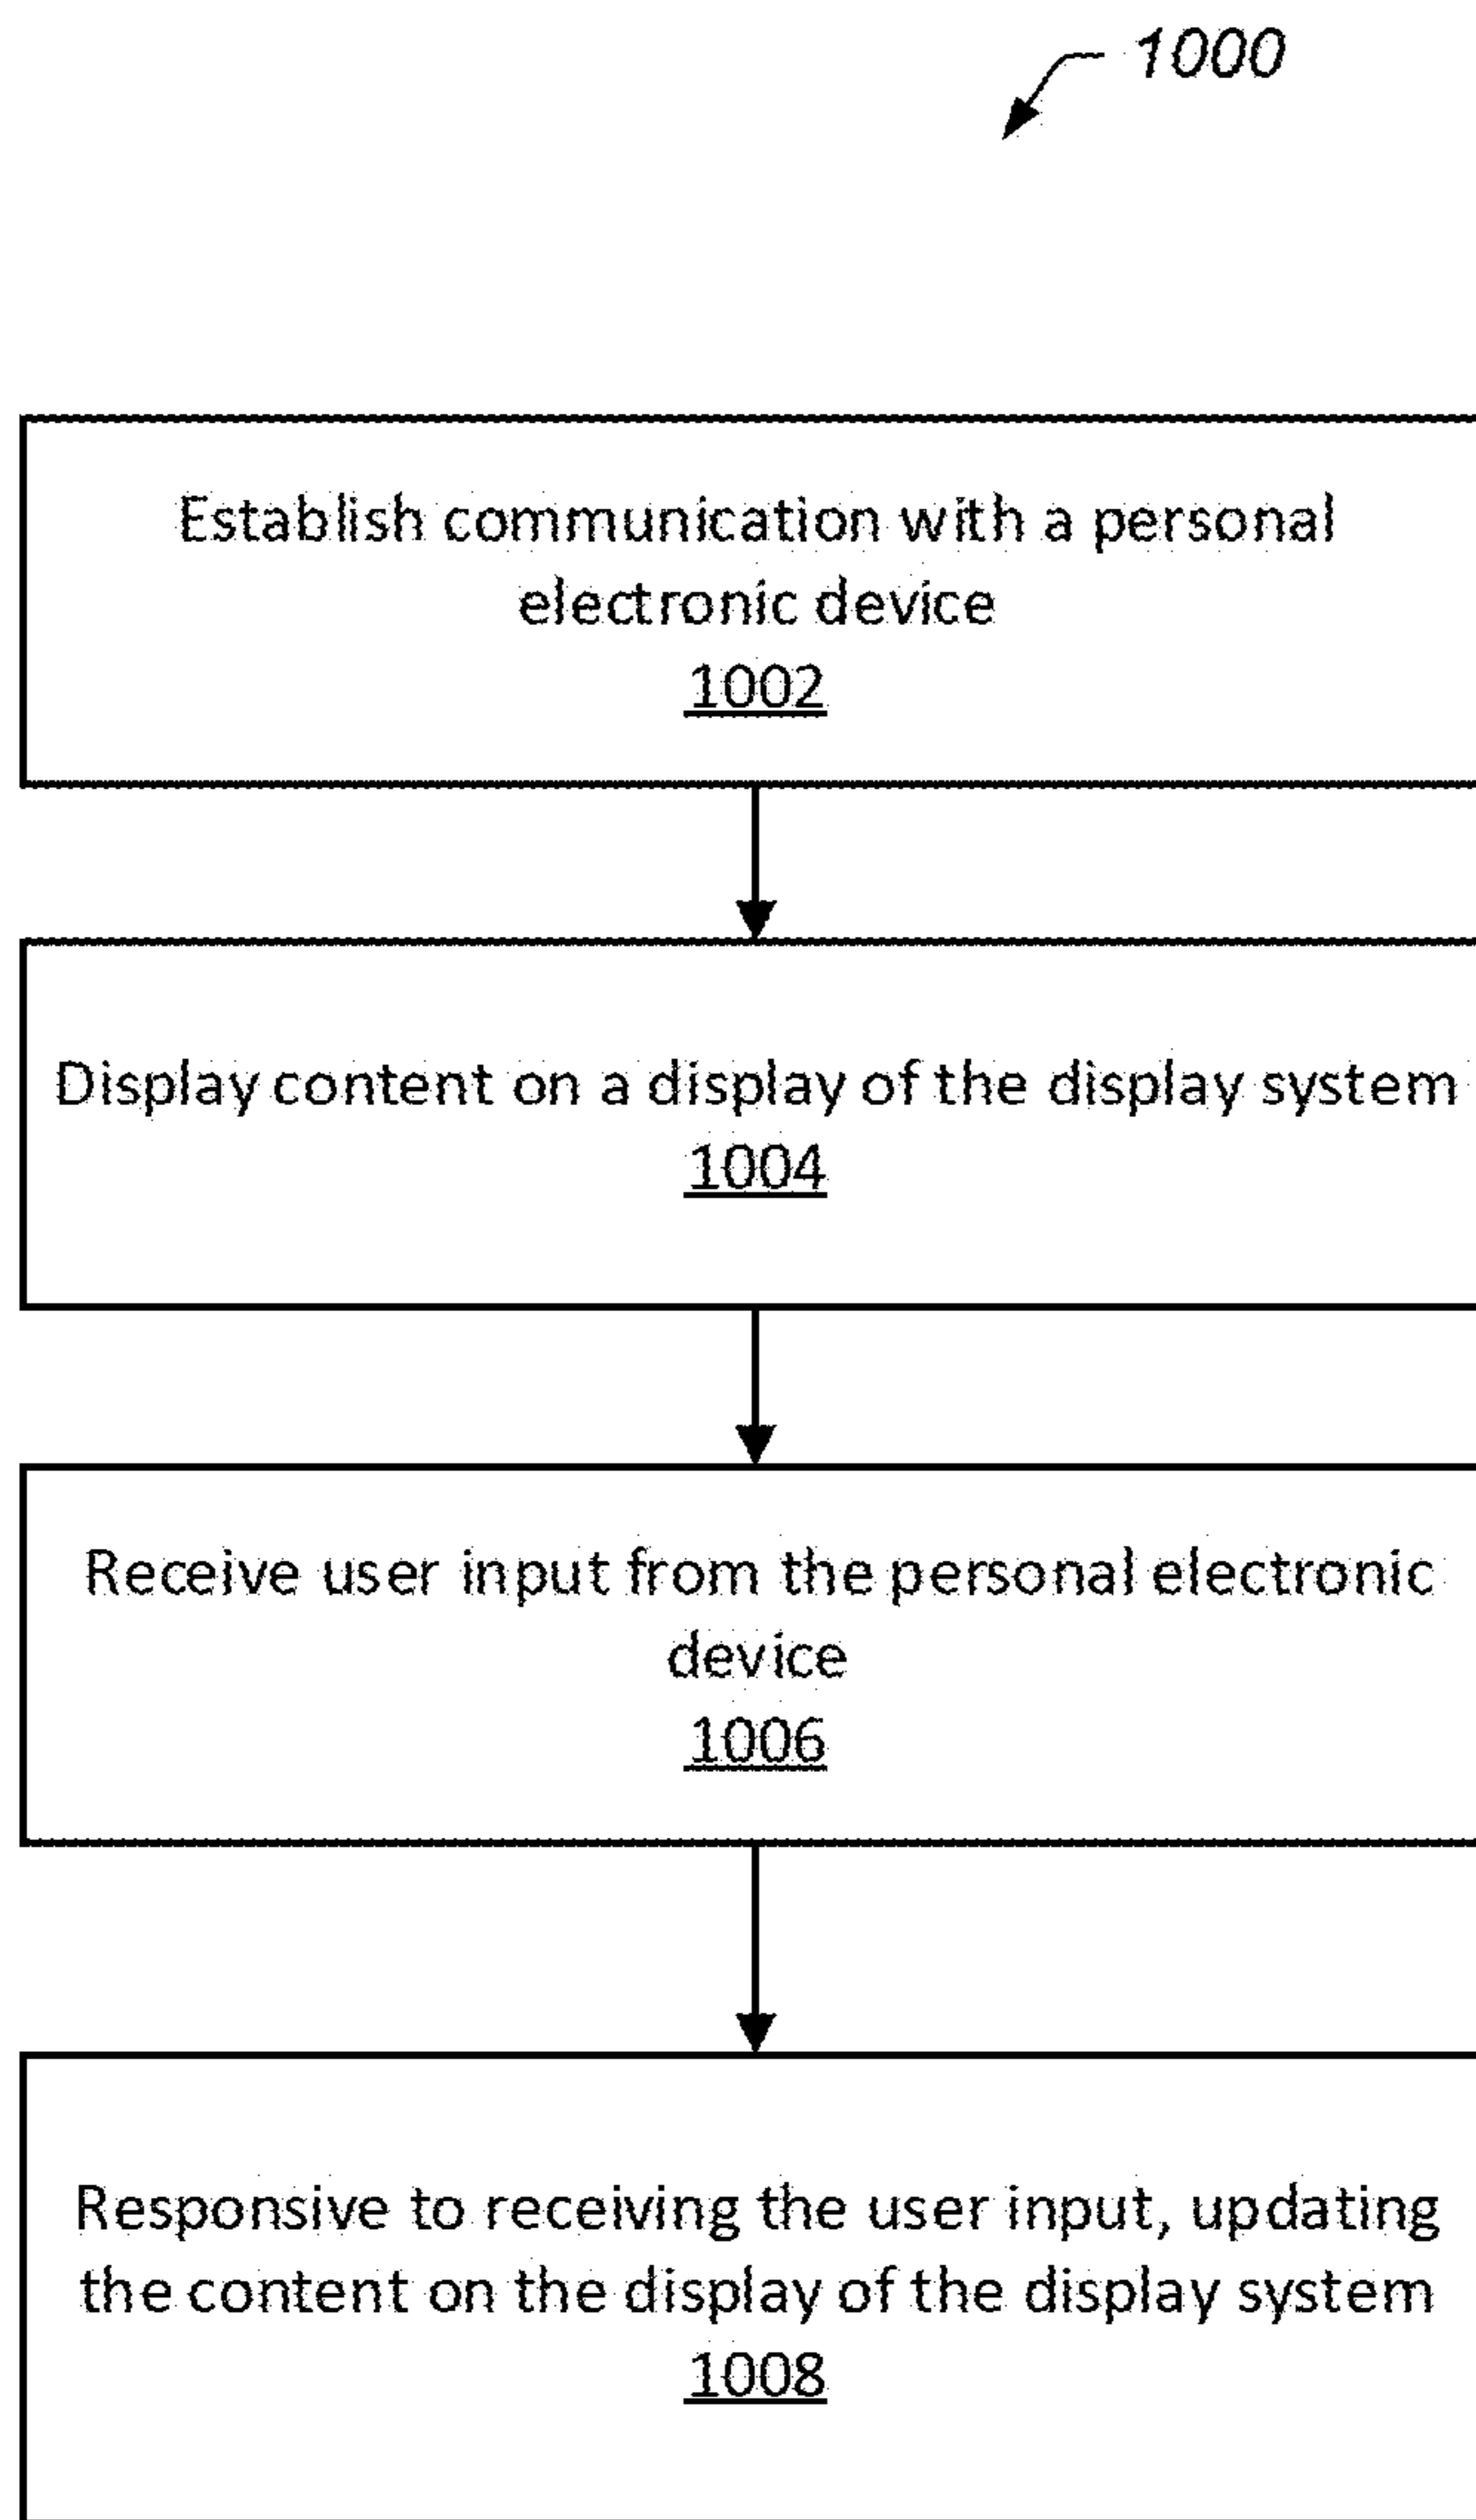 1000
Establish communication with a personal
electronic device
1002
Display content on a display of the display system
1004
Receive user input from the personal electronic
device
1006
Responsive to receiving the user input, updating
the content on the display of the display system
1008